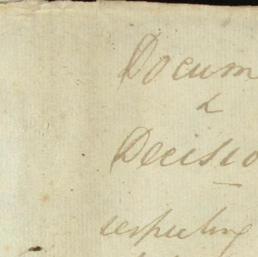 Docum
&
Decisio
respecting